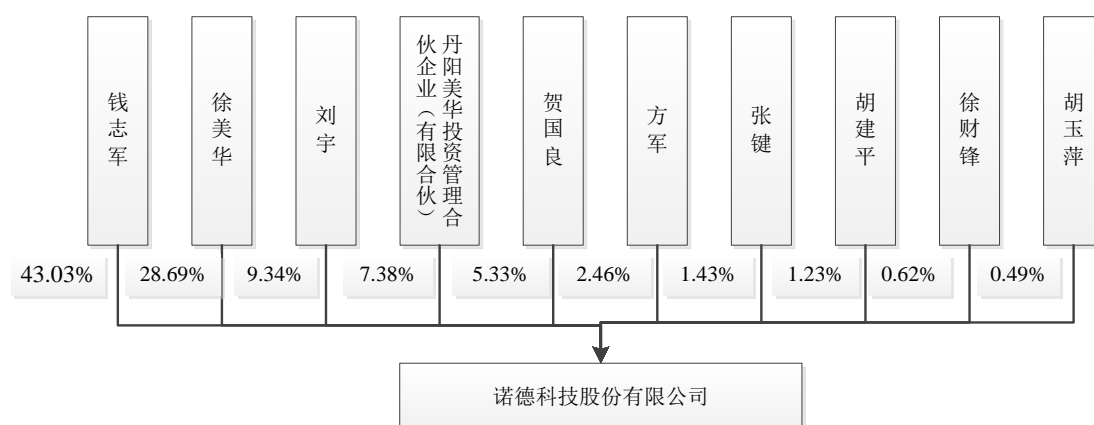 钱志军
徐美华
刘宇
丹阳美华投资管理合
伙企业（有限合伙）
贺国良
方军
张键
胡建平
徐财锋
胡玉萍
43.03%
28.69%
9.34%
7.38%
5.33%
2.46%
1.43%
1.23%
0.62%
0.49%
诺德科技股份有限公司